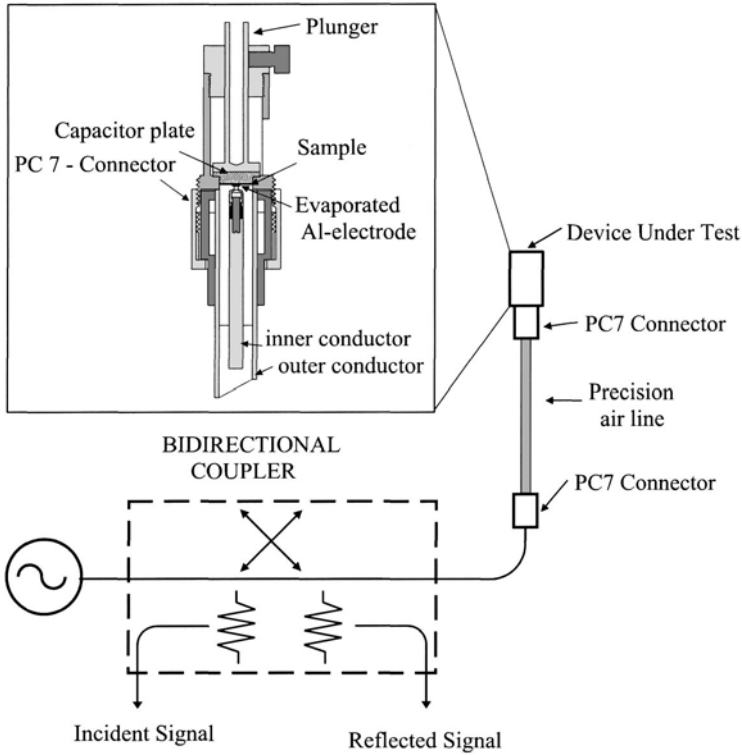 Plunger
Capacitor plate
PC 7 - Connector
Sample
Evaporated
Al-electrode
inner conductor
outer conductor
Device Under Test
PC7 Connector
Precision
air line
PC7 Connector
BIDIRECTIONAL
COUPLER
Incident Signal
Reflected Signal